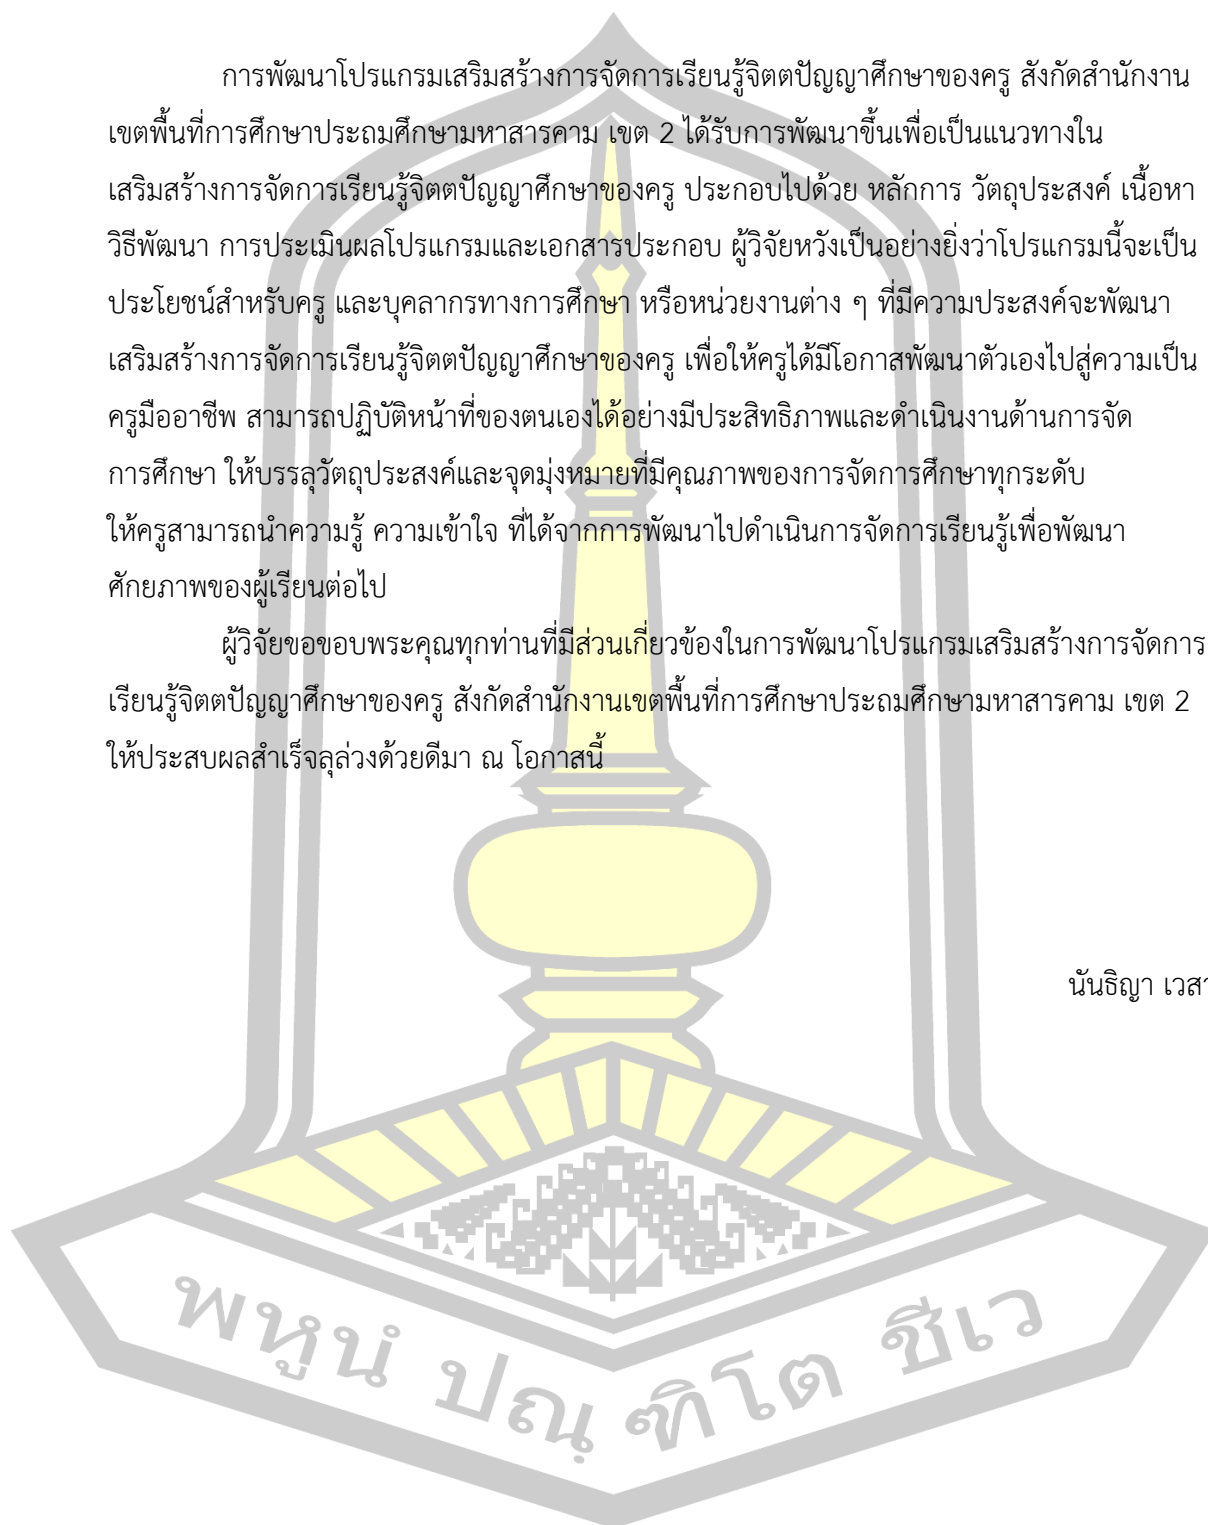 การพัฒนาโปรแกรมเสริมสร้างการจัดการเรียนรู้จิตตปัญญาศึกษาของครู สังกัดสำนักงาน
เขตพื้นที่การศึกษาประถมศึกษามหาสารคาม เขต 2 ได้รับการพัฒนาขึ้นเพื่อเป็นแนวทางใน
เสริมสร้างการจัดการเรียนรู้จิตตปัญญาศึกษาของครู ประกอบไปด้วย หลักการ วัตถุประสงค์ เนื้อหา
วิธีพัฒนา การประเมินผลโปรแกรมและเอกสารประกอบ ผู้วิจัยหวังเป็นอย่างยิ่งว่าโปรแกรมนี้จะเป็น
ประโยชน์สำหรับครู และบุคลากรทางการศึกษา หรือหน่วยงานต่าง ๆ ที่มีความประสงค์จะพัฒนา
เสริมสร้างการจัดการเรียนรู้จิตตปัญญาศึกษาของครู เพื่อให้ครูได้มีโอกาสพัฒนาตัวเองไปสู่ความเป็น
ครูมืออาชีพ สามารถปฏิบัติหน้าที่ของตนเองได้อย่างมีประสิทธิภาพและดำเนินงานด้านการจัด
การศึกษา ให้บรรลุวัตถุประสงค์และจุดมุ่งหมายที่มีคุณภาพของการจัดการศึกษาทุกระดับ
ให้ครูสามารถนำความรู้ ความเข้าใจ ที่ได้จากการพัฒนาไปดำเนินการจัดการเรียนรู้เพื่อพัฒนา
ศักยภาพของผู้เรียนต่อไป
ผู้วิจัยขอขอบพระคุณทุกท่านที่มีส่วนเกี่ยวข้องในการพัฒนาโปรแกรมเสริมสร้างการจัดการ
เรียนรู้จิตตปัญญาศึกษาของครู สังกัดสำนักงานเขตพื้นที่การศึกษาประถมศึกษามหาสารคาม เขต 2
ให้ประสบผลสำเร็จลุล่วงด้วยดีมา ณ โอกาสนี้
นันธิญา
พหูนํ ปณฺฑิโต ชีเว